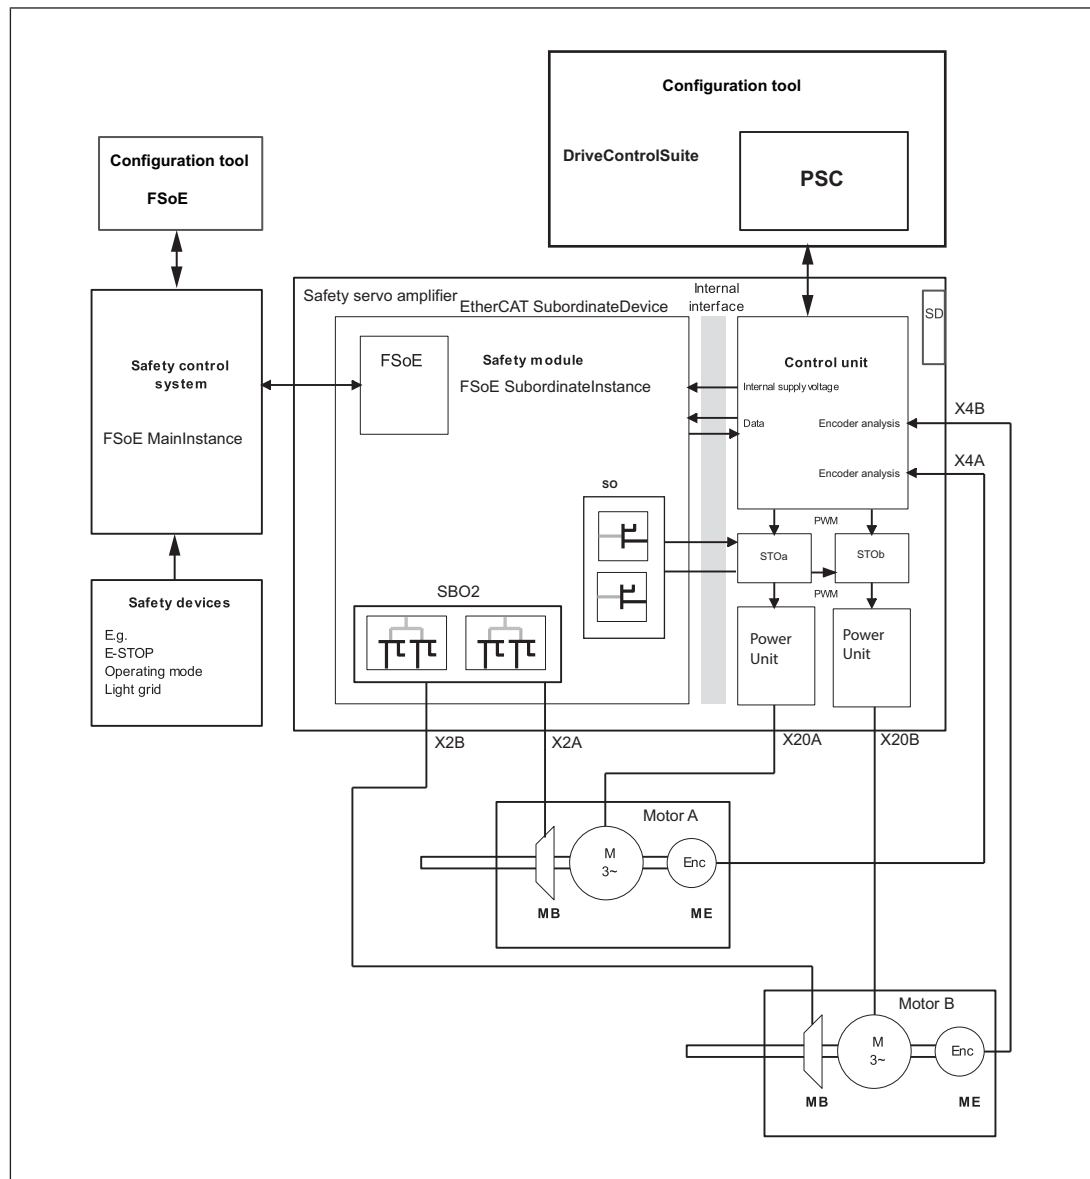 Configuration tool
DriveControlSuite
PSC
Configuration tool
FSoE
Safety servo amplifier
EtherCAT SubordinateDevice
Internal
interface
SD
Safety control
system
FSoE MainInstance
FSoE
Safety module
FSoE SubordinateInstance
Control unit
Internal supply voltage
Data
Encoder analysis
Encoder analysis
X4B
X4A
SO
PWM
STOa
STOb
PWM
Safety devices
E.g.
E-STOP
Operating mode
Light grid
SBO2
Power
Unit
Power
Unit
X2B
X2A
X20A
X20B
Motor A
M
3~
Enc
MB
ME
Motor B
M
3~
Enc
MB
ME